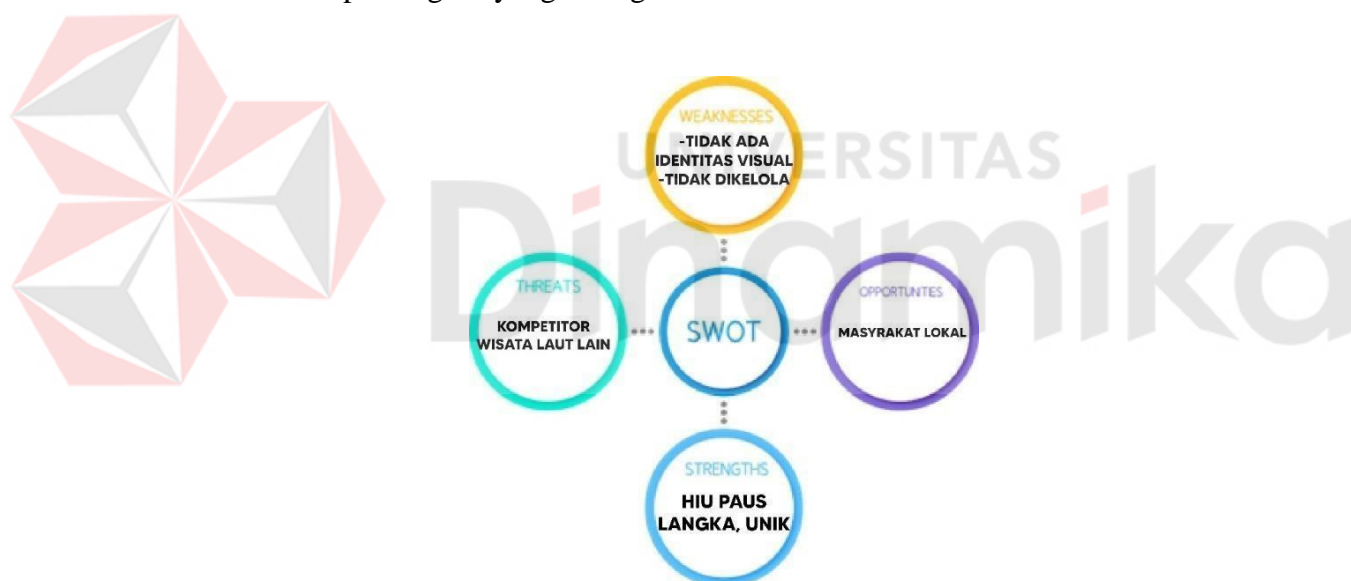 WEAKNESSES
-TIDAK ADA
IDENTITAS VISUAL
-TIDAK DIKELOLA
UNIVERSITAS
Dinamika
THREATS
KOMPETITOR
WISATA LAUT LAIN
SWOT
OPPORTUNITES
MASYRAKAT LOKAL
STRENGTHS
HIU PAUS
LANGKA, UNIK